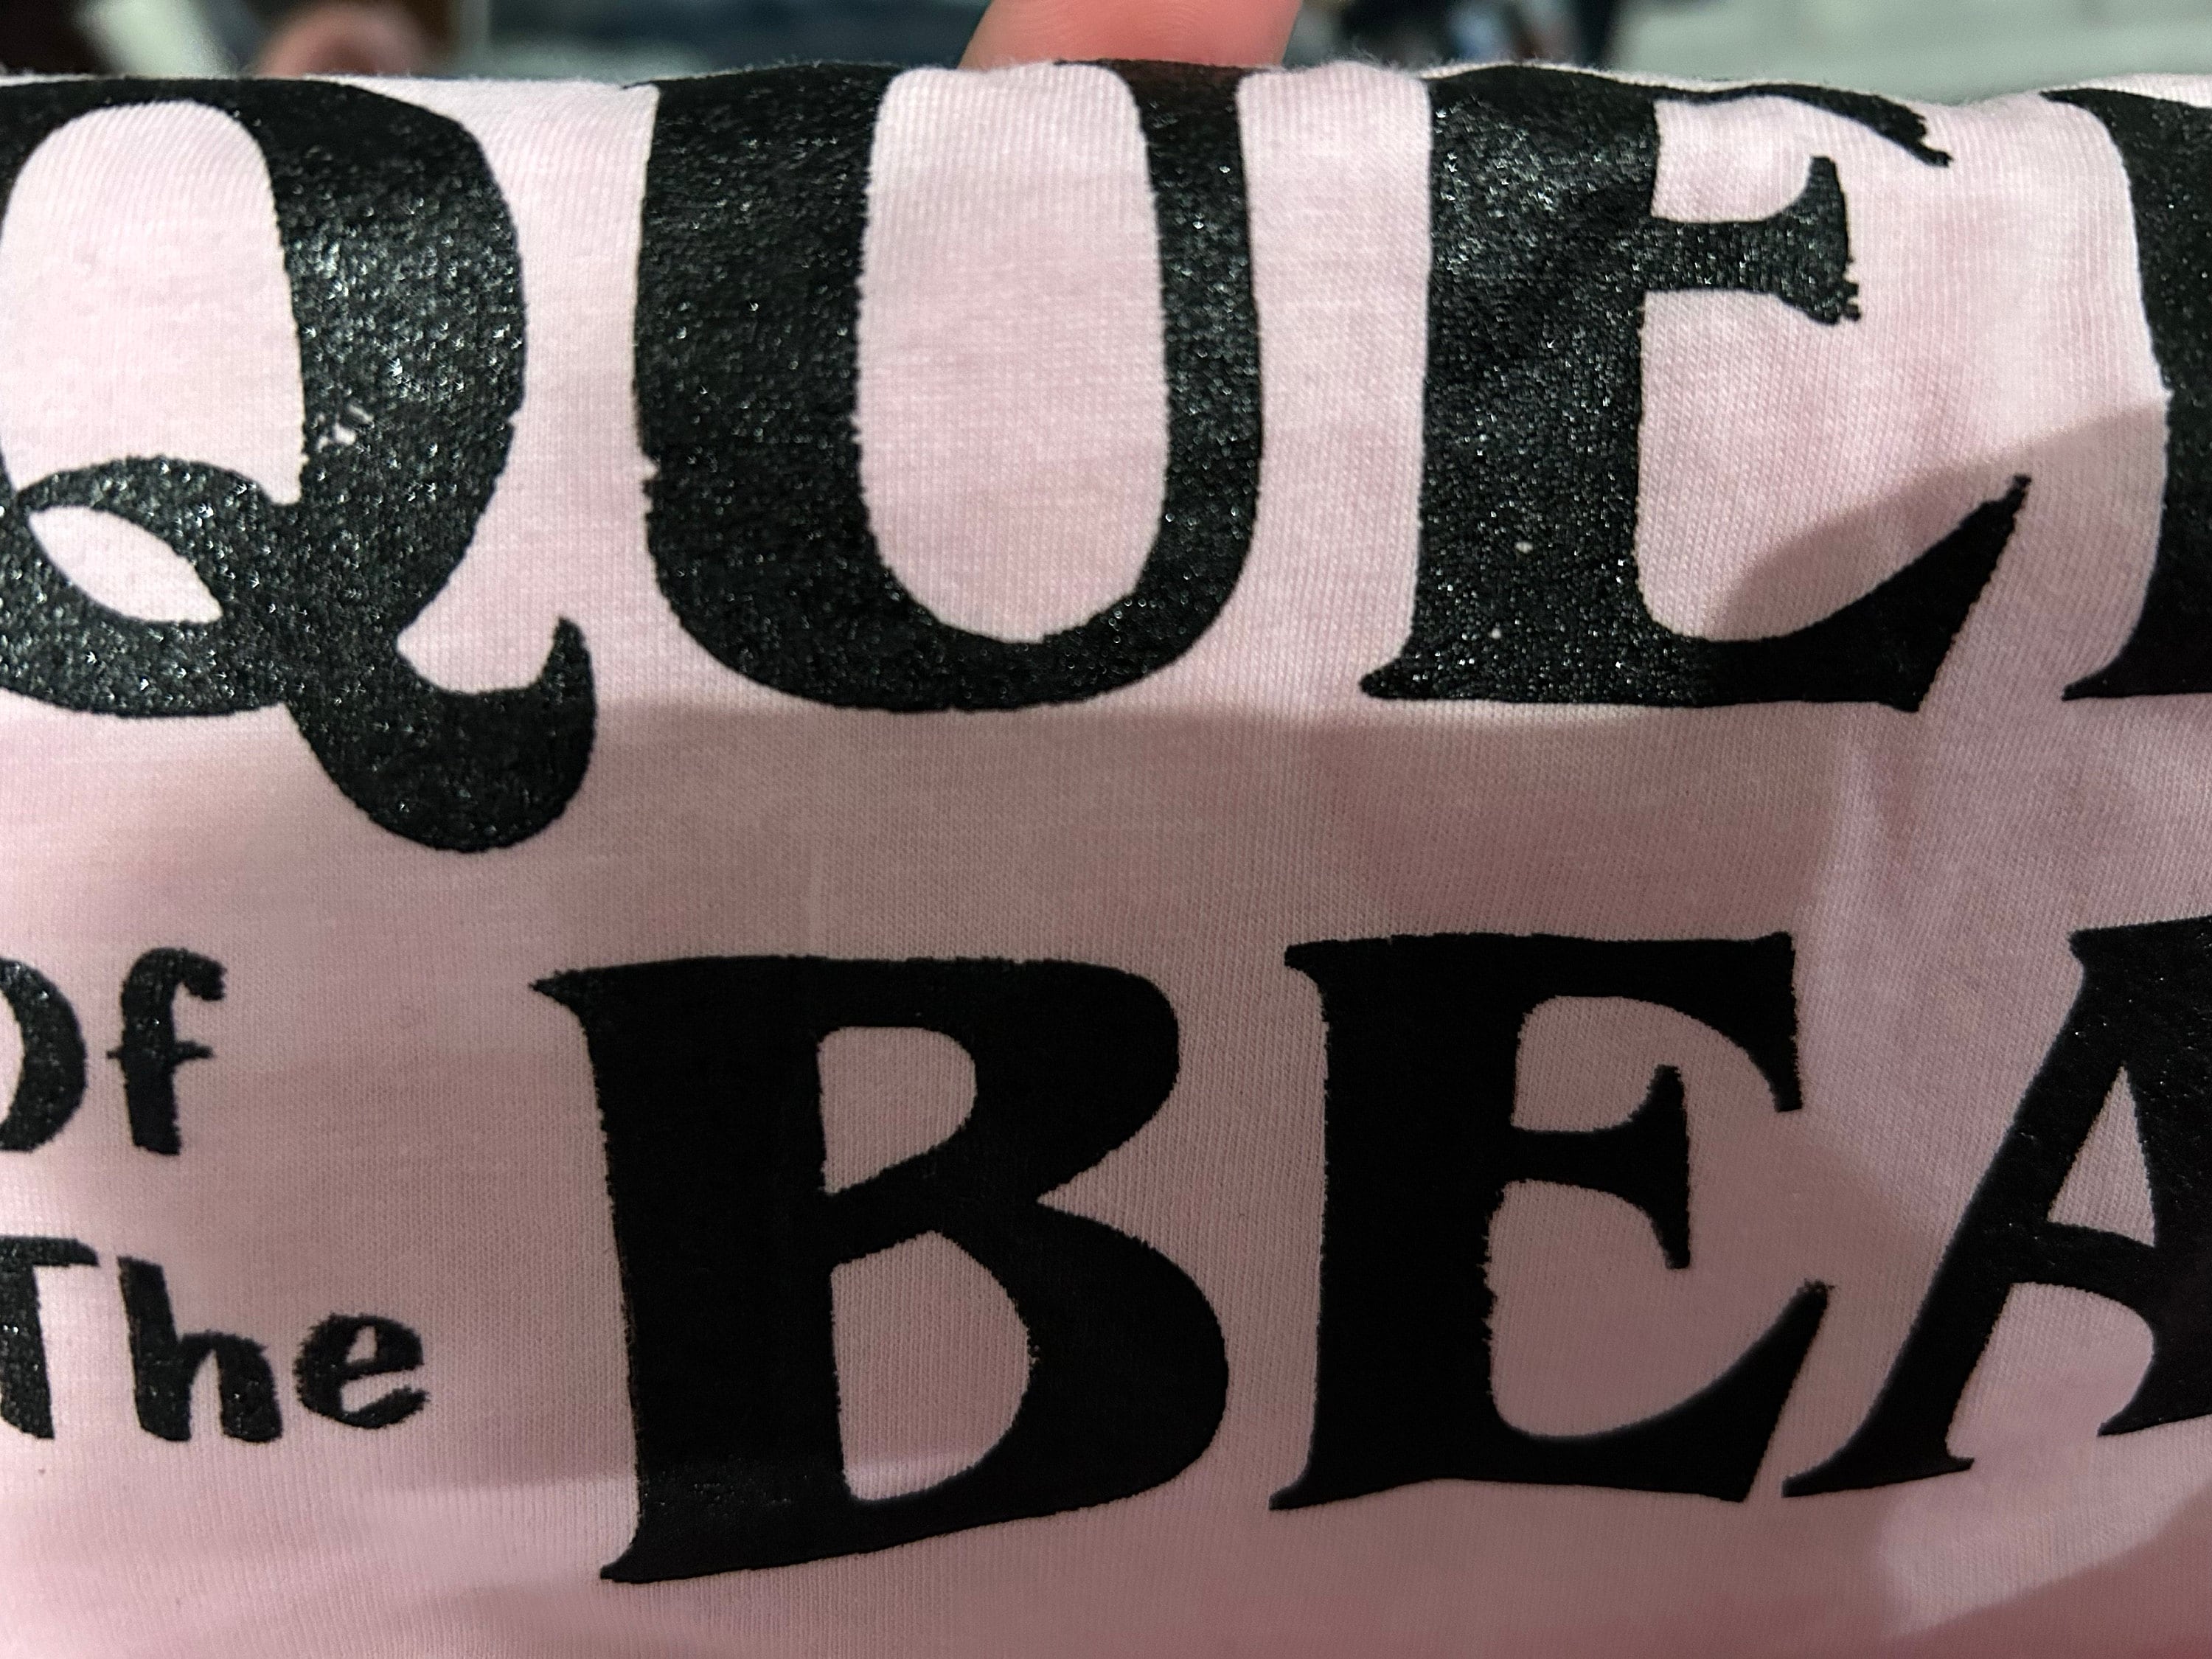 QUE
Of
The BEA